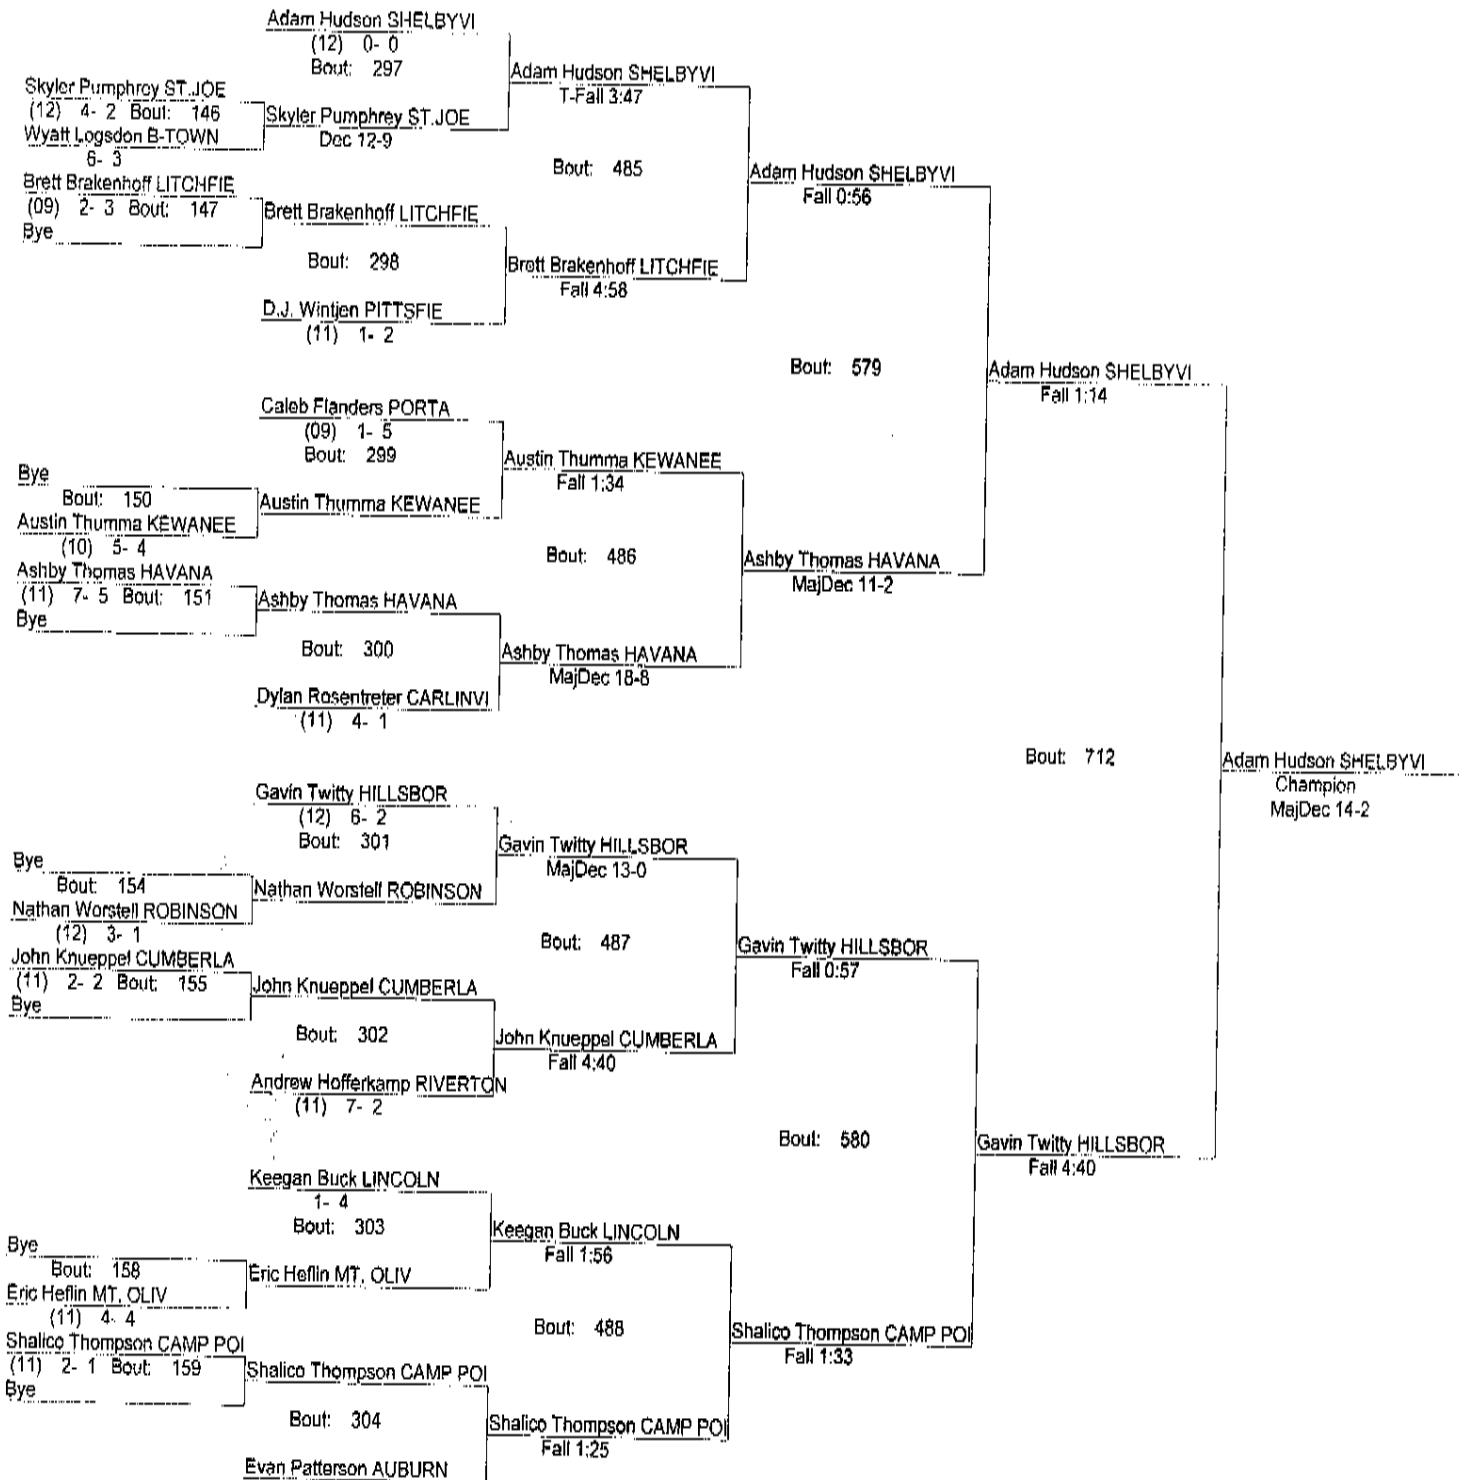 Adam Hudson SHELBYVI
(12) 0- 0
Bout: 297
Skyler Pumphrey ST.JOE
(12) 4- 2 Bout: 146
Wyatt Logsdon B-TOWN
6- 3
Skyler Pumphrey ST.JOE
Dec 12-9
Adam Hudson SHELBYVI
T-Fall 3:47
Bout: 485
Brett Brakenhoff LITCHFIE
(09) 2- 3 Bout: 147
Bye
Brett Brakenhoff LITCHFIE
Bout: 298
D.J. Wintjen PITTSFIE
(11) 1- 2
Brett Brakenhoff LITCHFIE
Fall 4:58
Adam Hudson SHELBYVI
Fall 0:56
Bout: 579
Caleb Flanders PORTA
(09) 1- 5
Bout: 299
Bye
Bout: 150
Austin Thumma KEWANEE
(10) 5- 4
Austin Thumma KEWANEE
Austin Thumma KEWANEE
Fall 1:34
Bout: 486
Ashby Thomas HAVANA
(11) 7- 5 Bout: 151
Bye
Ashby Thomas HAVANA
Bout: 300
Dylan Rosentreter CARLINVI
(11) 4- 1
Ashby Thomas HAVANA
MajDec 18-8
Ashby Thomas HAVANA
MajDec 11-2
Adam Hudson SHELBYVI
Fall 1:14
Bout: 712
Adam Hudson SHELBYVI
Champion
MajDec 14-2
Gavin Twitty HILLSBOR
(12) 6- 2
Bout: 301
Bye
Bout: 154
Nathan Worstell ROBINSON
(12) 3- 1
Nathan Worstell ROBINSON
Gavin Twitty HILLSBOR
MajDec 13-0
Bout: 487
John Knueppel CUMBERLA
(11) 2- 2 Bout: 155
Bye
John Knueppel CUMBERLA
Bout: 302
Andrew Hofferkamp RIVERTON
(11) 7- 2
John Knueppel CUMBERLA
Fall 4:40
Gavin Twitty HILLSBOR
Fall 0:57
Bout: 580
Gavin Twitty HILLSBOR
Fall 4:40
Keegan Buck LINCOLN
1- 4
Bout: 303
Bye
Bout: 158
Eric Heflin MT. OLIV
(11) 4- 4
Eric Heflin MT. OLIV
Keegan Buck LINCOLN
Fall 1:56
Bout: 488
Shalico Thompson CAMP POI
(11) 2- 1 Bout: 159
Bye
Shalico Thompson CAMP POI
Bout: 304
Evan Patterson AUBURN
Shalico Thompson CAMP POI
Fall 1:25
Shalico Thompson CAMP POI
Fall 1:33